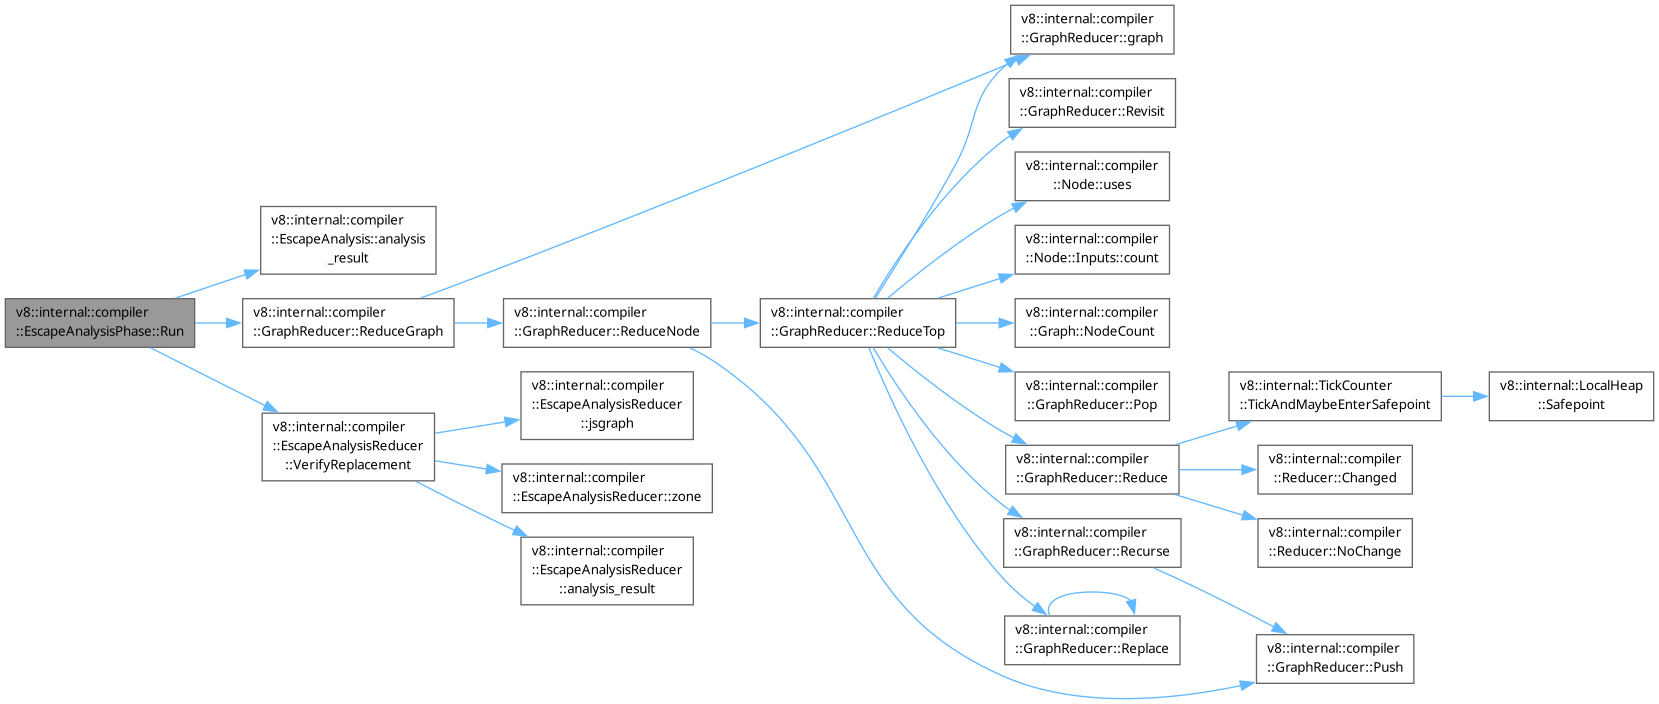 v8::internal::compiler
::EscapeAnalysisPhase::Run
v8::internal::compiler
::EscapeAnalysis::analysis
_result
v8::internal::compiler
::GraphReducer::ReduceGraph
v8::internal::compiler
::EscapeAnalysisReducer
::VerifyReplacement
v8::internal::compiler
::GraphReducer::ReduceNode
v8::internal::compiler
::EscapeAnalysisReducer
::jsgraph
v8::internal::compiler
::EscapeAnalysisReducer::zone
v8::internal::compiler
::EscapeAnalysisReducer
::analysis_result
v8::internal::compiler
::GraphReducer::ReduceTop
v8::internal::compiler
::GraphReducer::graph
v8::internal::compiler
::GraphReducer::Revisit
v8::internal::compiler
::Node::uses
v8::internal::compiler
::Node::Inputs::count
v8::internal::compiler
::Graph::NodeCount
v8::internal::compiler
::GraphReducer::Pop
v8::internal::compiler
::GraphReducer::Reduce
v8::internal::compiler
::GraphReducer::Recurse
v8::internal::compiler
::GraphReducer::Replace
v8::internal::TickCounter
::TickAndMaybeEnterSafepoint
v8::internal::compiler
::Reducer::Changed
v8::internal::compiler
::Reducer::NoChange
v8::internal::compiler
::GraphReducer::Push
v8::internal::LocalHeap
::Safepoint